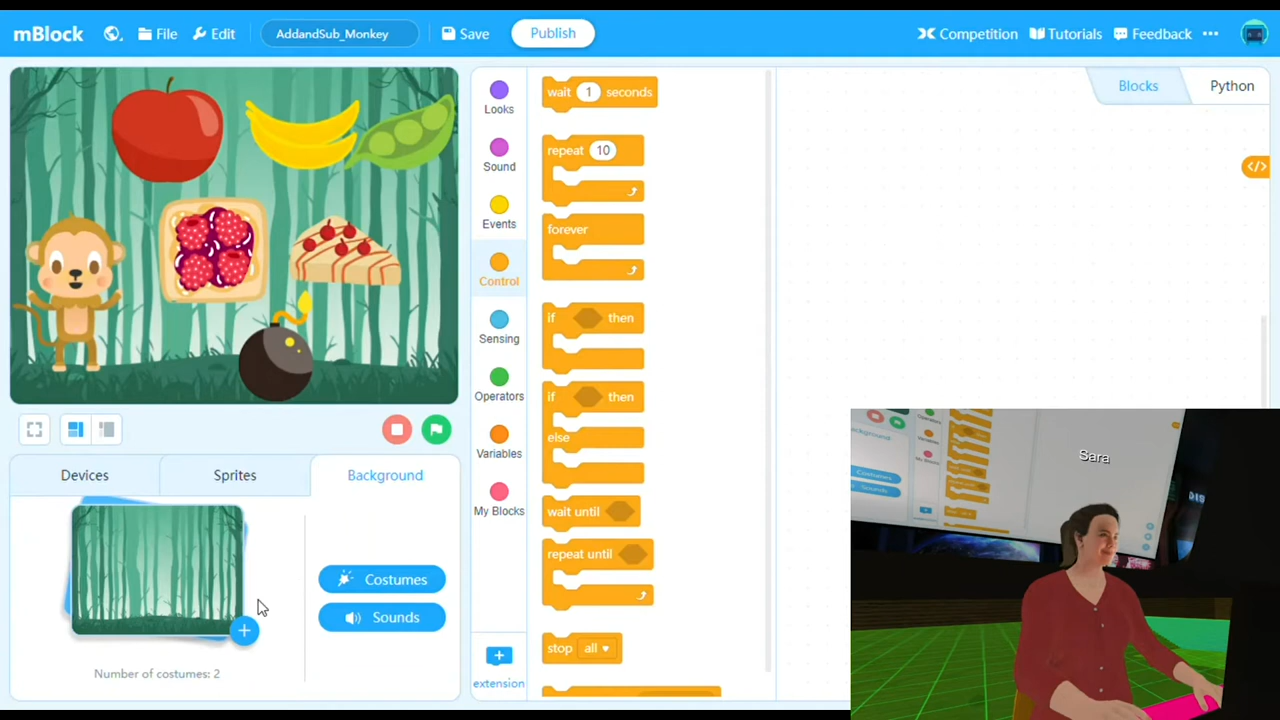 mBlock File Edit AddandSub_Monkey Save Publish Competition Tutorials Feedback
Blocks Python
Looks
Sound
Events
Control
Sensing
Operators
Variables
My Blocks
extension
wait 1 seconds
repeat 10
forever
if then
if then
else
wait until
repeat until
stop all
Devices Sprites Background
Costumes
Sounds
Number of costumes: 2
Sara
Costumes
Sounds